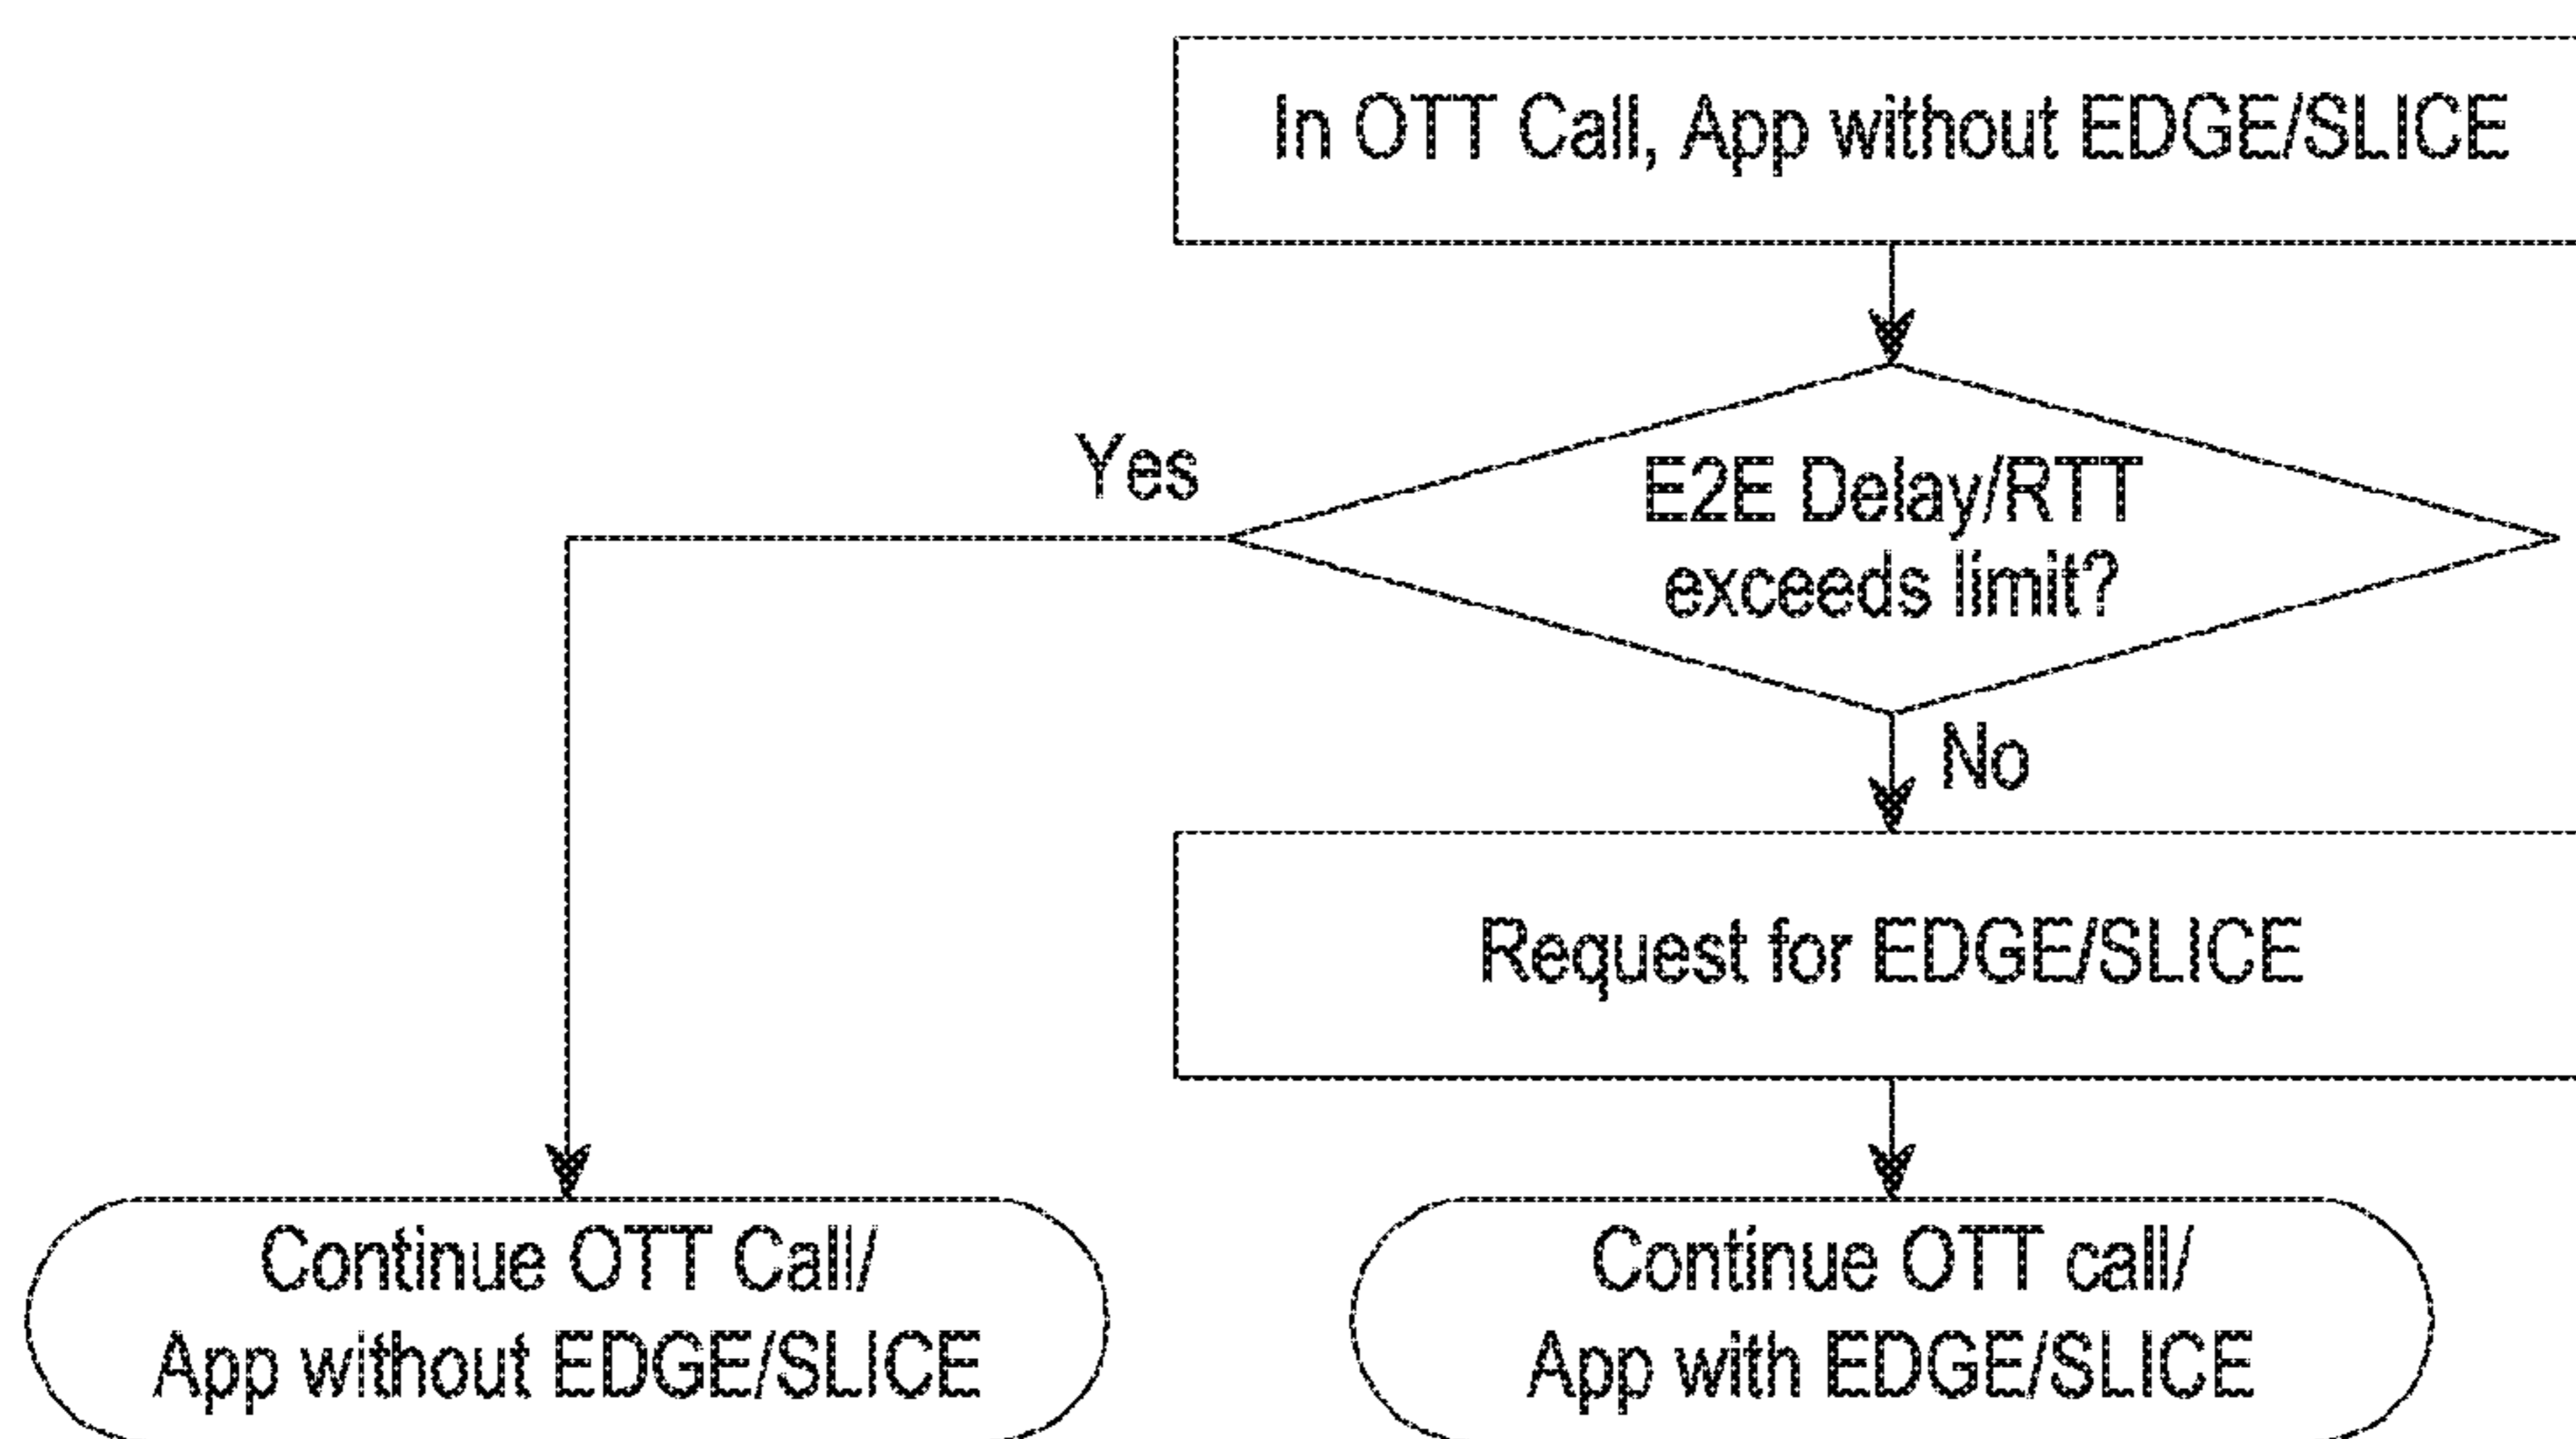 In OTT Call, App without EDGE/SLICE
Yes
E2E Delay/RTT
exceeds limit?
No
Request for EDGE/SLICE
Continue OTT Call/
App without EDGE/SLICE
Continue OTT call/
App with EDGE/SLICE